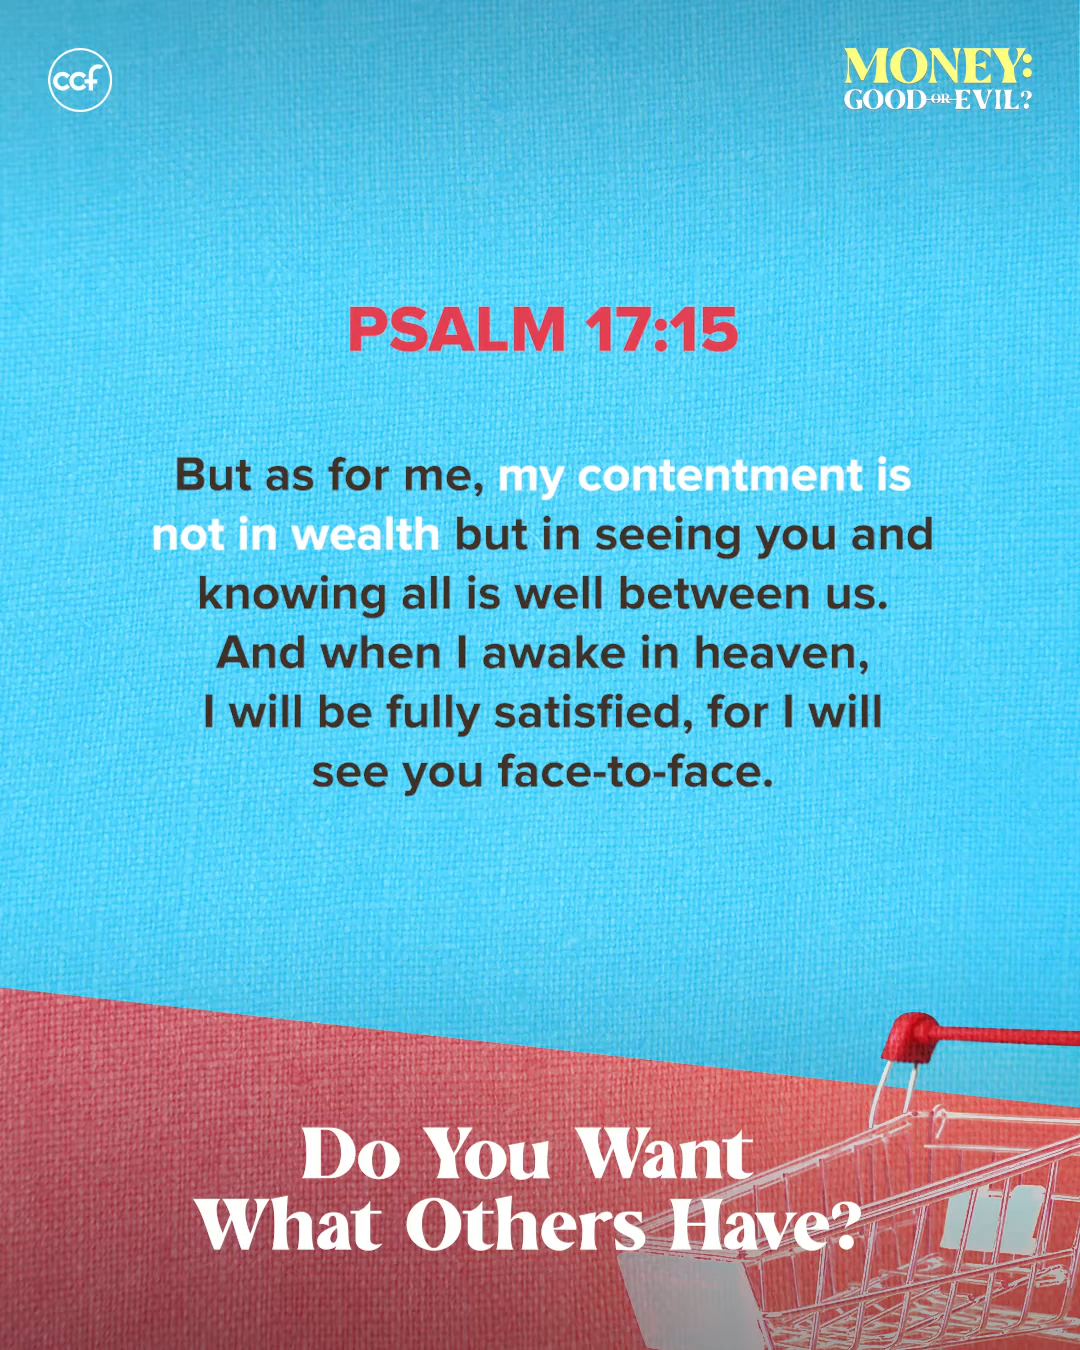 ccf
MONEY:
GOOD OR EVIL?
PSALM 17:15
But as for me, my contentment is
not in wealth but in seeing you and
knowing all is well between us.
And when I awake in heaven,
I will be fully satisfied, for I will
see you face-to-face.
Do You Want
What Others Have?